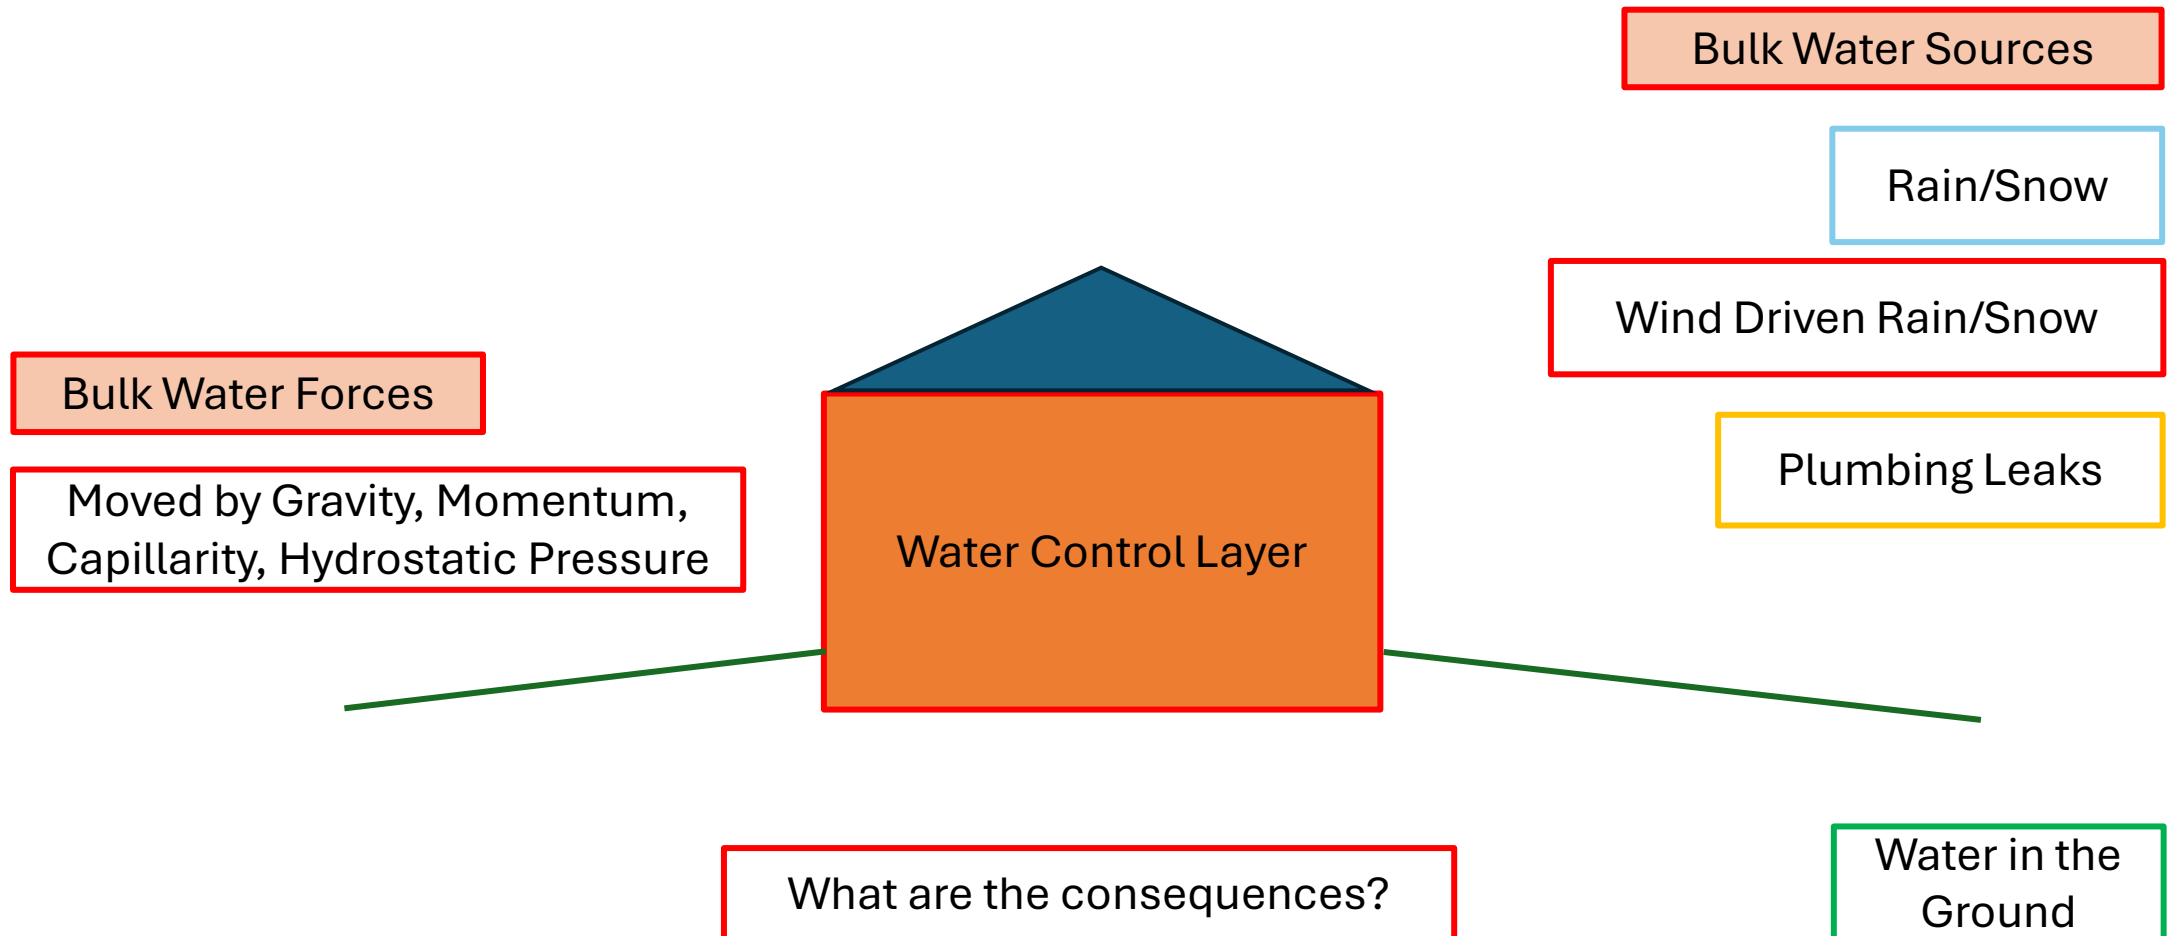 Bulk Water Sources
Rain/Snow
Wind Driven Rain/Snow
Bulk Water Forces
Plumbing Leaks
Moved by Gravity, Momentum,
Capillarity, Hydrostatic Pressure
Water Control Layer
What are the consequences?
Water in the
Ground